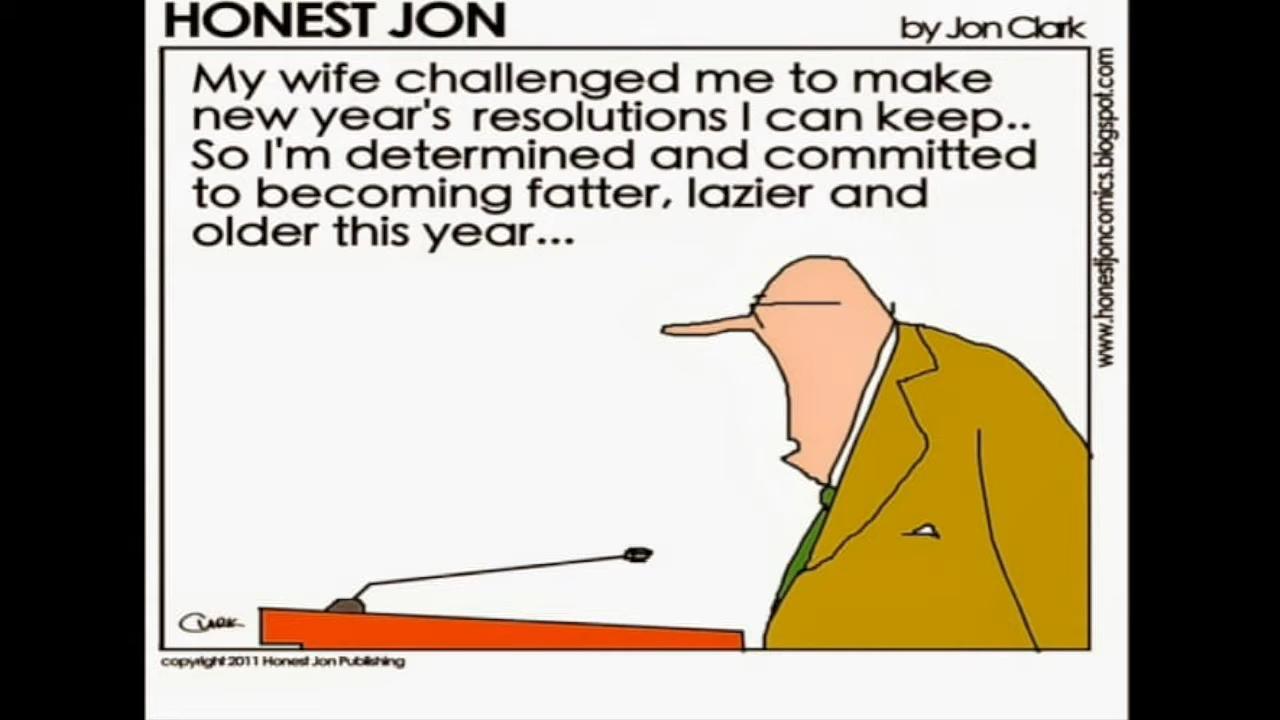 HONEST JON
by Jon Clark
My wife challenged me to make
new year's resolutions I can keep..
So I'm determined and committed
to becoming fatter, lazier and
older this year...
www.honestjoncomics.blogspot.com
Clark
copyright 2011 Honest Jon Publishing